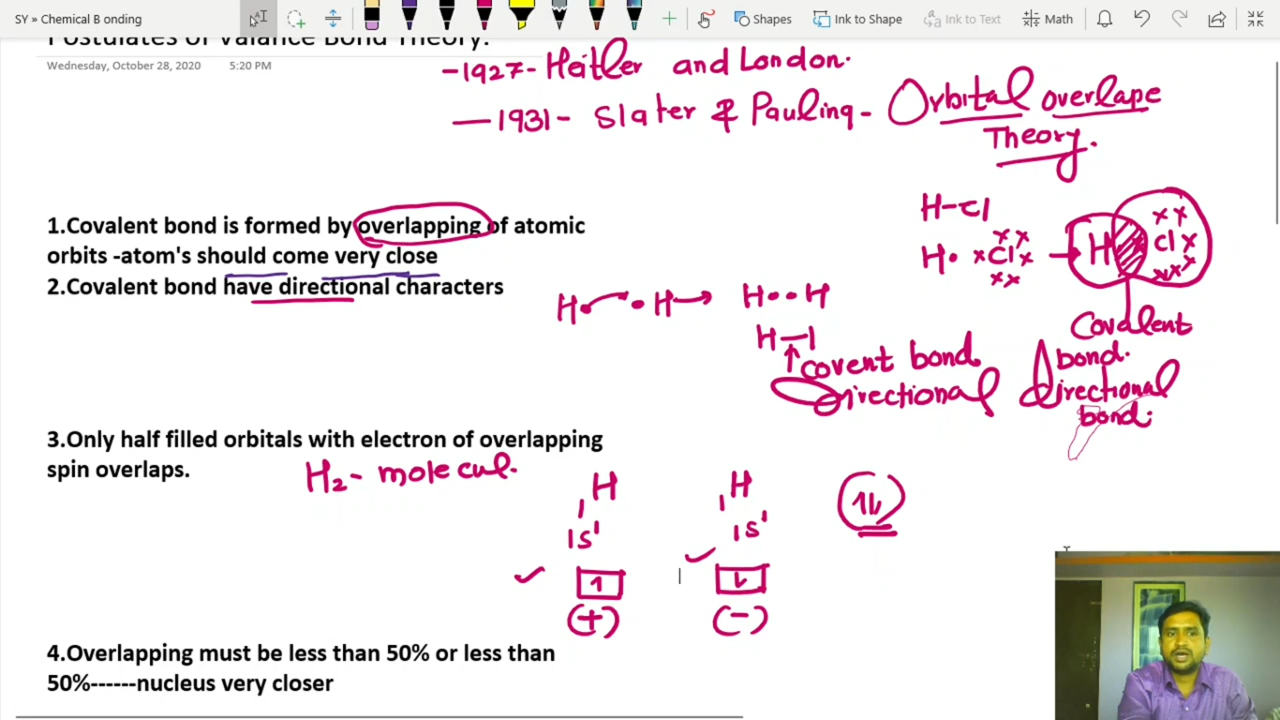 SY » Chemical B onding
Shapes
Ink to Shape
Ink to Text
Math
Postulates of Valance Bond Theory:
Wednesday, October 28, 2020 5:20 PM
-1927- Heitler and London.
-1931- Slater & Pauling- Orbital overlape
Theory.
1.Covalent bond is formed by overlapping of atomic
orbits -atom's should come very close
2.Covalent bond have directional characters
H-Cl
H· ×Cl× → H Cl×
H· ·H → H··H
H-
covent bond.
directional
Covalent
bond.
directional
bond.
3.Only half filled orbitals with electron of overlapping
spin overlaps.
H2- molecul.
H H
1s¹ 1s¹
↿ ⇂
(+) (-)
↿⇂
4.Overlapping must be less than 50% or less than
50%------nucleus very closer